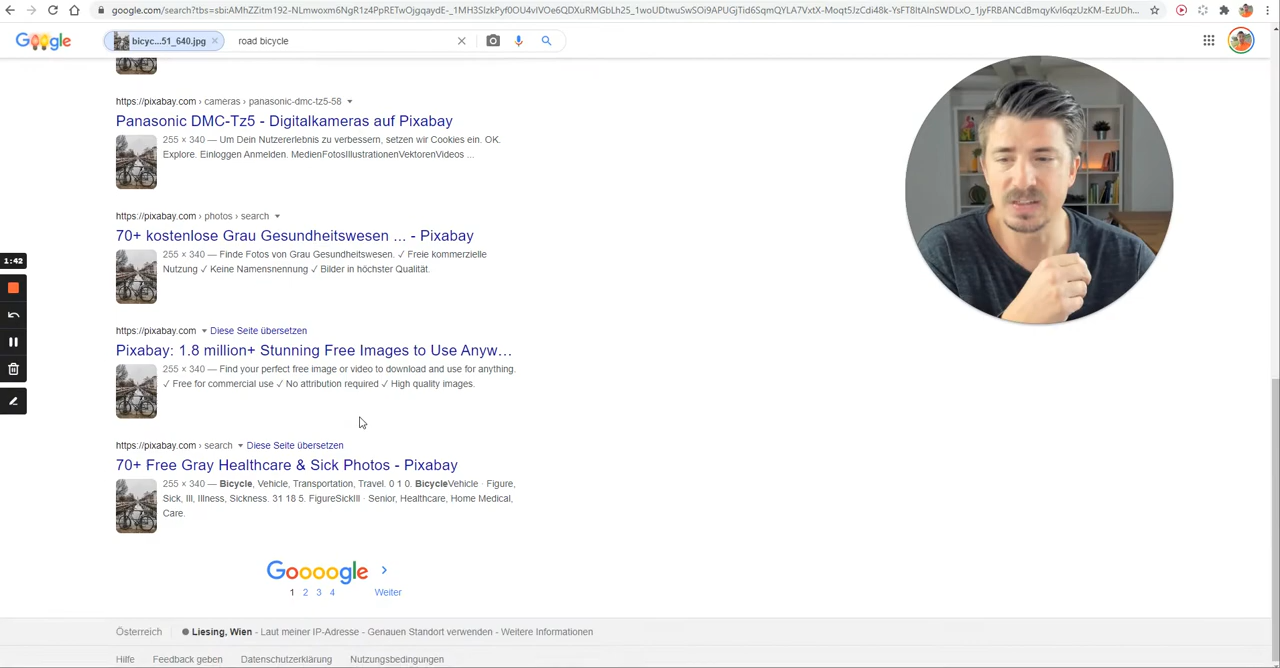 google.com/search?tbs=sbi:AMhZZitm192-NLmwoxm6NgR1z4PpRETwOjgqaydE-_1MH3SIzkPyf0OU4vIVOe6QDXuRMGbLh25_1woUDtwuSwSOi9APUGjTid6SqmQYLA7VxtX-Moqt5JzCdi48k-YsFT8ItAInSWDLxO_1jyFRBANCdBmqyKvI6qzUzKM-EzUDh...
bicyc...51_640.jpg
road bicycle
https://pixabay.com › cameras › panasonic-dmc-tz5-58
Panasonic DMC-Tz5 - Digitalkameras auf Pixabay
255 × 340 — Um Dein Nutzererlebnis zu verbessern, setzen wir Cookies ein. OK.
Explore. Einloggen Anmelden. MedienFotosIllustrationenVektorenVideos ...
https://pixabay.com › photos › search
70+ kostenlose Grau Gesundheitswesen ... - Pixabay
255 × 340 — Finde Fotos von Grau Gesundheitswesen. ✓ Freie kommerzielle
Nutzung ✓ Keine Namensnennung ✓ Bilder in höchster Qualität.
1:42
https://pixabay.com Diese Seite übersetzen
Pixabay: 1.8 million+ Stunning Free Images to Use Anyw...
255 × 340 — Find your perfect free image or video to download and use for anything.
✓ Free for commercial use ✓ No attribution required ✓ High quality images.
https://pixabay.com › search Diese Seite übersetzen
70+ Free Gray Healthcare & Sick Photos - Pixabay
255 × 340 — Bicycle, Vehicle, Transportation, Travel. 0 1 0. BicycleVehicle · Figure,
Sick, Ill, Illness, Sickness. 31 18 5. FigureSickIll · Senior, Healthcare, Home Medical,
Care.
Goooogle
1 2 3 4 Weiter
Österreich Liesing, Wien - Laut meiner IP-Adresse - Genauen Standort verwenden - Weitere Informationen
Hilfe Feedback geben Datenschutzerklärung Nutzungsbedingungen